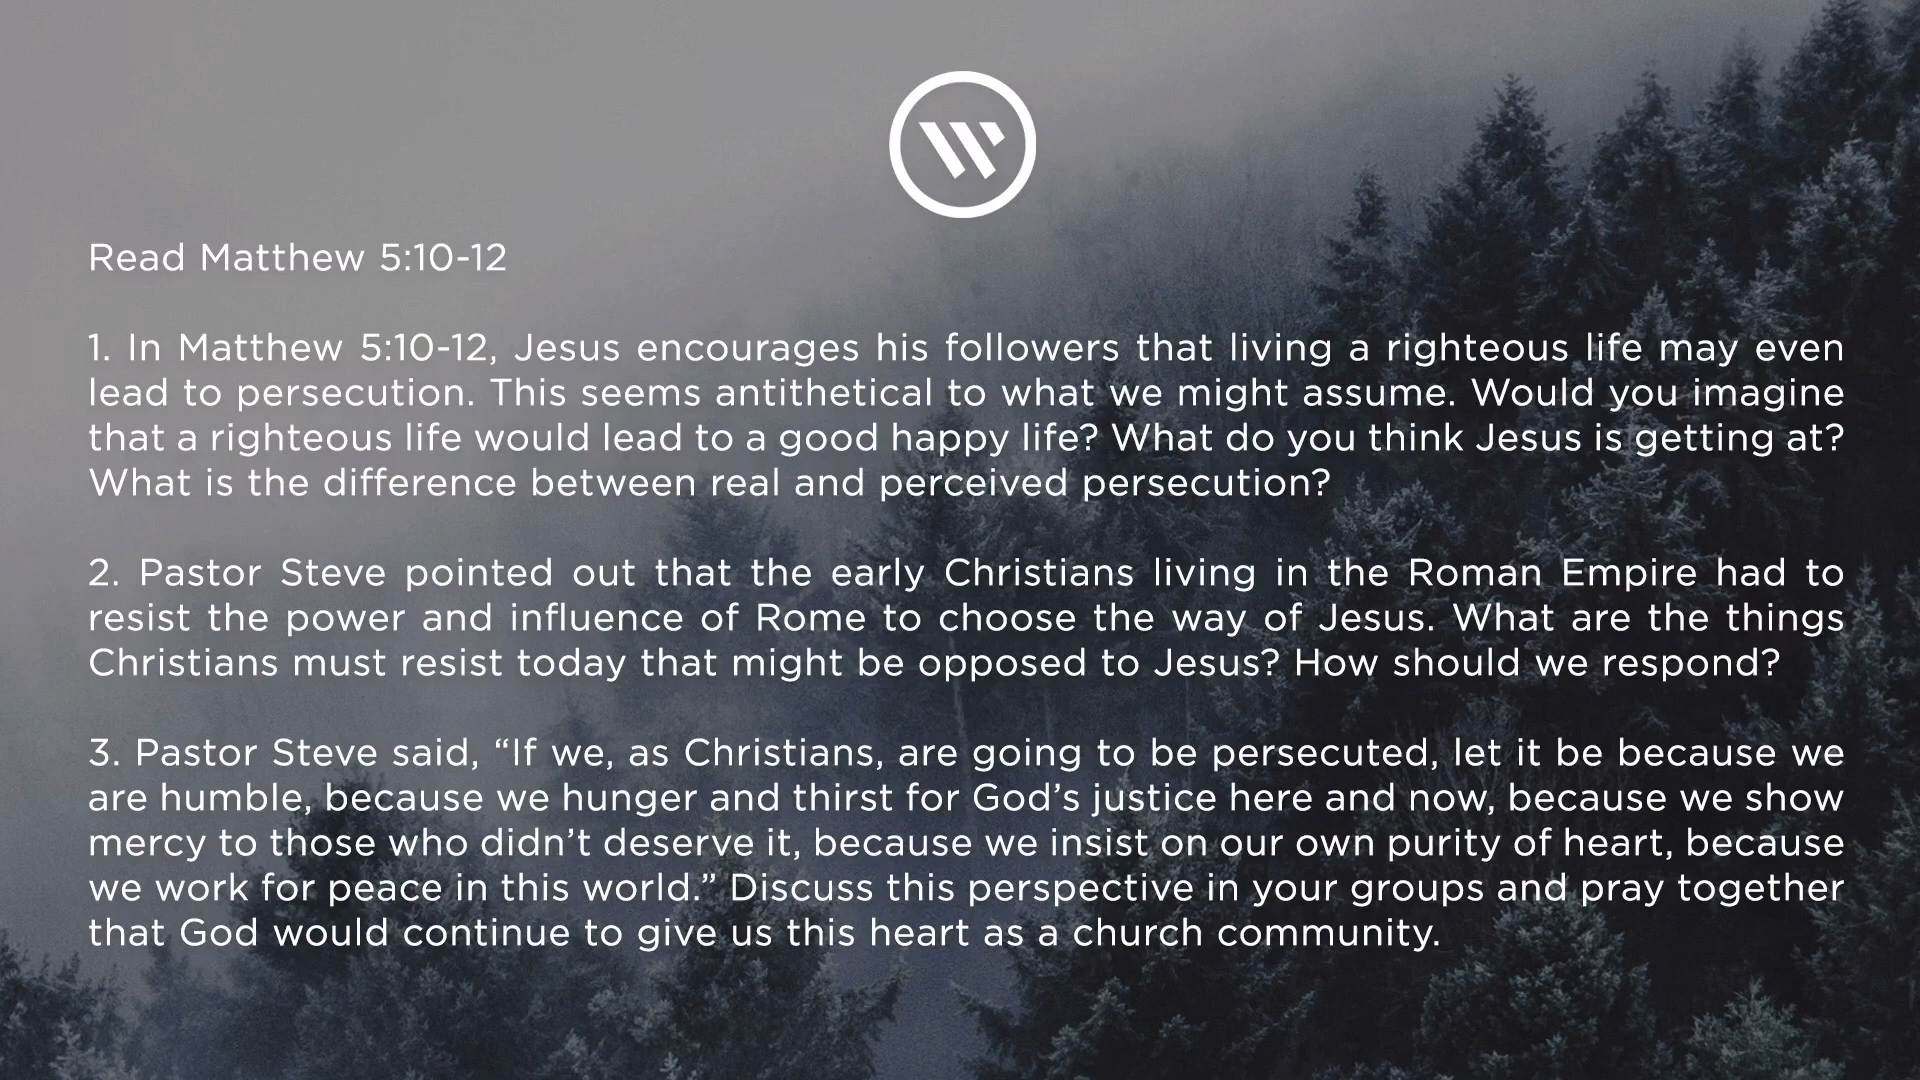 W
Read Matthew 5:10-12
1. In Matthew 5:10-12, Jesus encourages his followers that living a righteous life may even
lead to persecution. This seems antithetical to what we might assume. Would you imagine
that a righteous life would lead to a good happy life? What do you think Jesus is getting at?
What is the difference between real and perceived persecution?
2. Pastor Steve pointed out that the early Christians living in the Roman Empire had to
resist the power and influence of Rome to choose the way of Jesus. What are the things
Christians must resist today that might be opposed to Jesus? How should we respond?
3. Pastor Steve said, “If we, as Christians, are going to be persecuted, let it be because we
are humble, because we hunger and thirst for God’s justice here and now, because we show
mercy to those who didn’t deserve it, because we insist on our own purity of heart, because
we work for peace in this world.” Discuss this perspective in your groups and pray together
that God would continue to give us this heart as a church community.